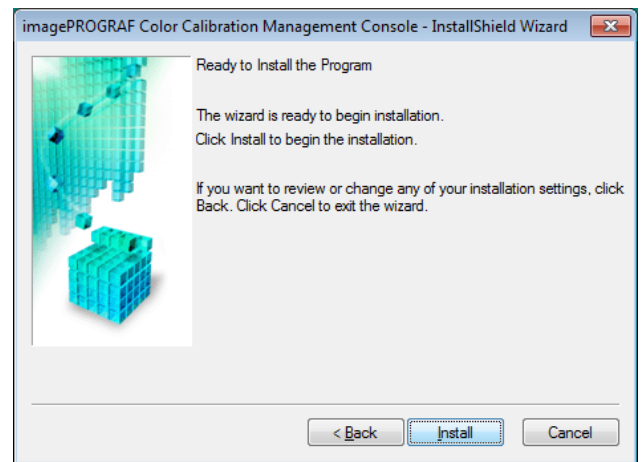 imagePROGRAF Color Calibration Management Console - InstallShield Wizard
Ready to Install the Program
The wizard is ready to begin installation.
Click Install to begin the installation.
If you want to review or change any of your installation settings, click
Back. Click Cancel to exit the wizard.
< Back
Install
Cancel